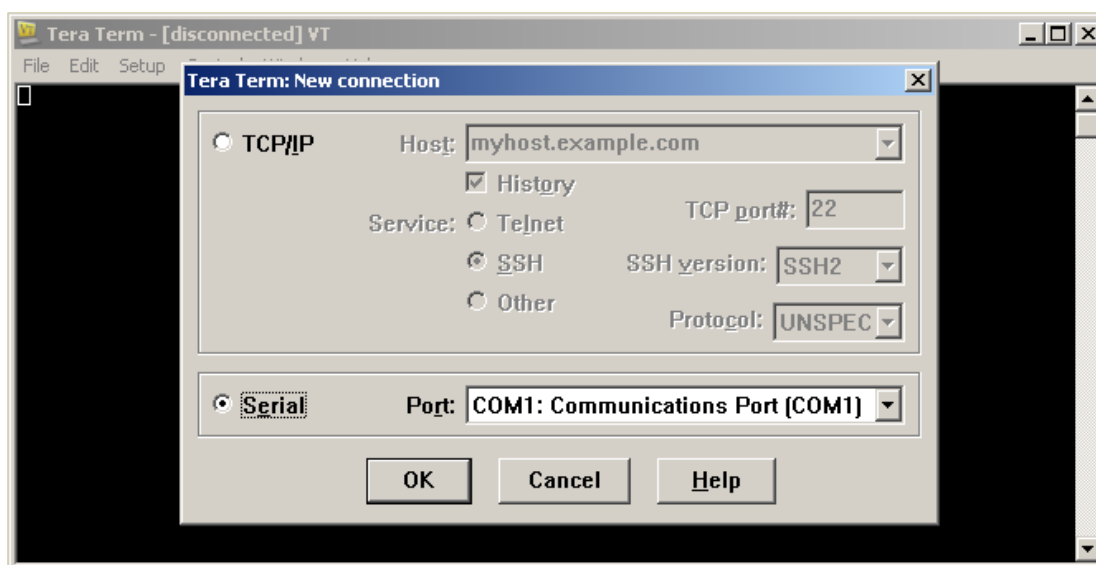 Tera Term - [disconnected] VT
File Edit Setup
Tera Term: New connection
TCP/IP Host: myhost.example.com
History
Service: Telnet TCP port#: 22
SSH SSH version: SSH2
Other Protocol: UNSPEC
Serial Port: COM1: Communications Port (COM1)
OK Cancel Help